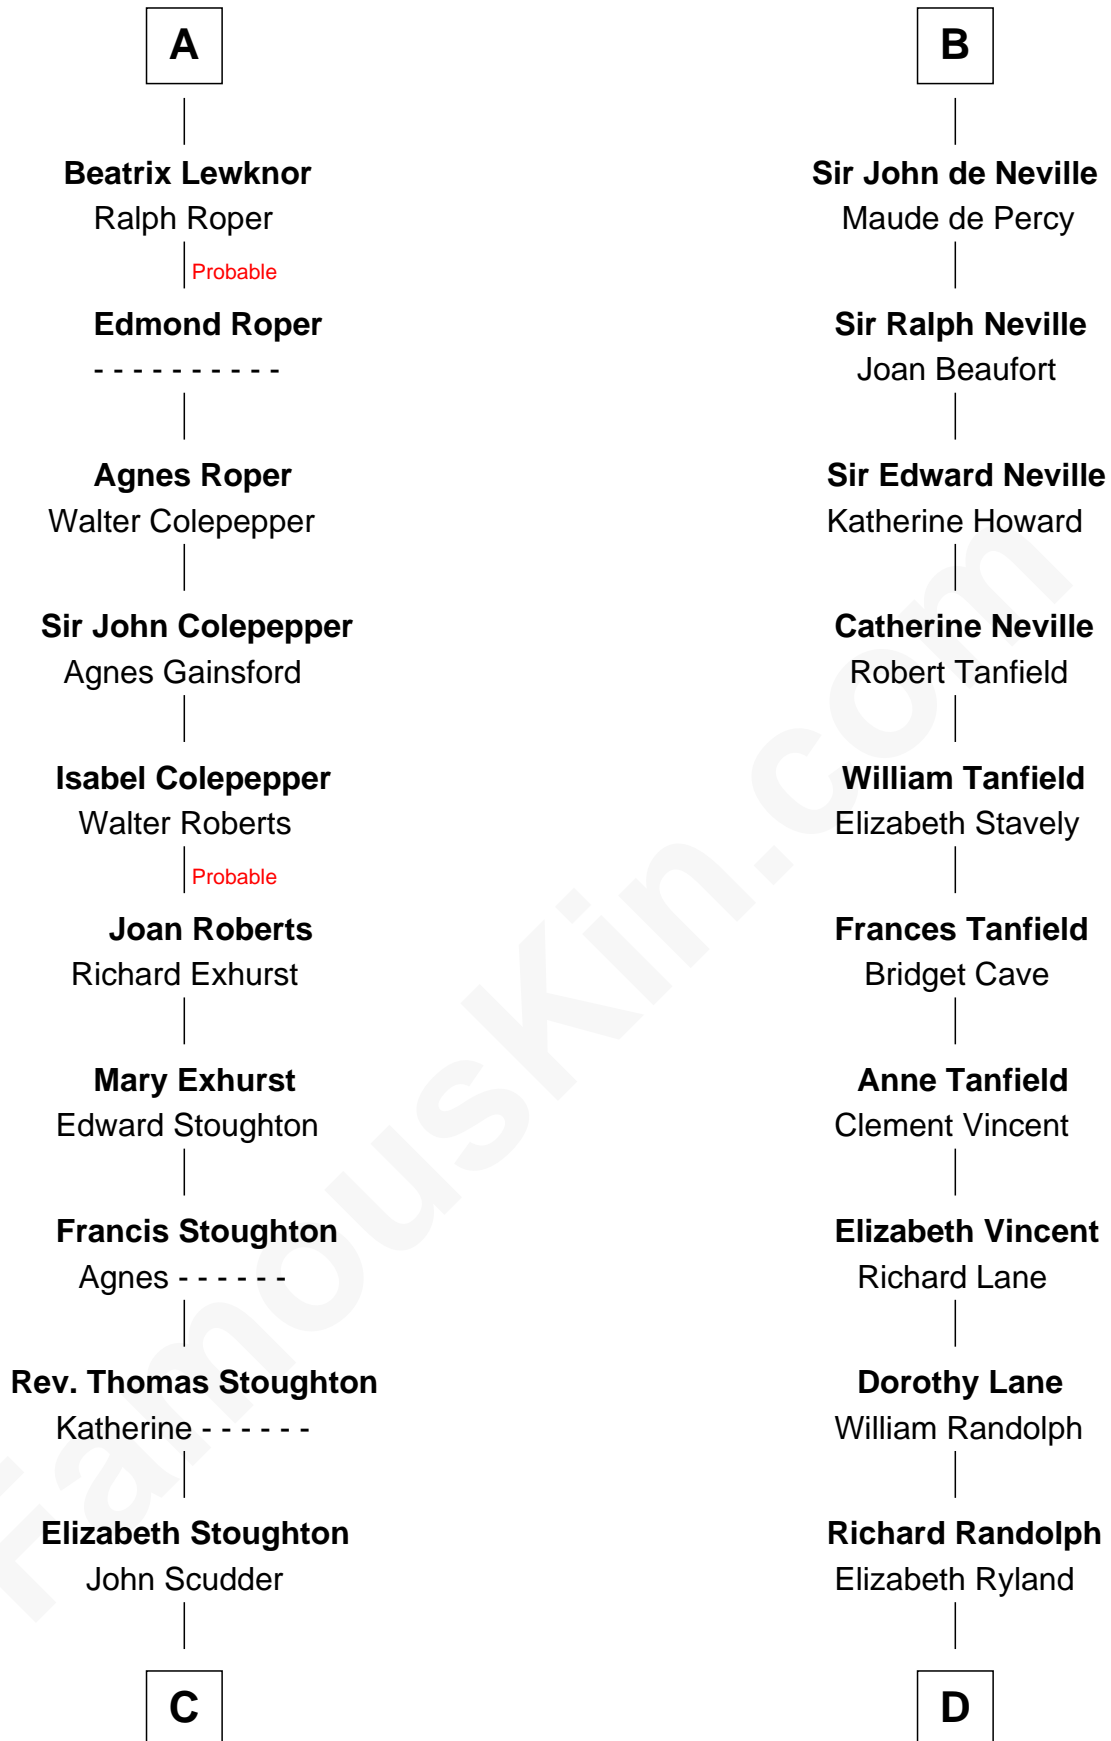 A
Beatrix Lewknor
Ralph Roper
Probable
Edmond Roper
- - - - - - - - - -
Agnes Roper
Walter Colepepper
Sir John Colepepper
Agnes Gainsford
Isabel Colepepper
Walter Roberts
Probable
Joan Roberts
Richard Exhurst
Mary Exhurst
Edward Stoughton
Francis Stoughton
Agnes - - - - - -
Rev. Thomas Stoughton
Katherine - - - - - -
Elizabeth Stoughton
John Scudder
C
B
Sir John de Neville
Maude de Percy
Sir Ralph Neville
Joan Beaufort
Sir Edward Neville
Katherine Howard
Catherine Neville
Robert Tanfield
William Tanfield
Elizabeth Stavely
Frances Tanfield
Bridget Cave
Anne Tanfield
Clement Vincent
Elizabeth Vincent
Richard Lane
Dorothy Lane
William Randolph
Richard Randolph
Elizabeth Ryland
D
FamousKin.com